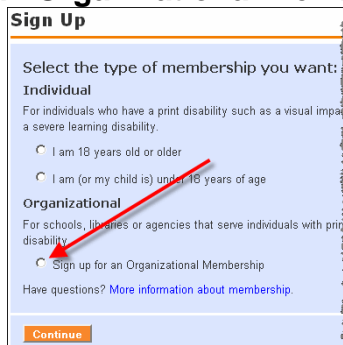 Sign Up
Select the type of membership you want:
Individual
For individuals who have a print disability such as a visual
a severe learning disability.
I am 18 years old or older
I am (or my child is) under 18 years of age
Organizational
For schools, libraries or agencies that serve individuals with
disability.
Sign up for an Organizational Membership
Have questions? More information about membership.
Continue